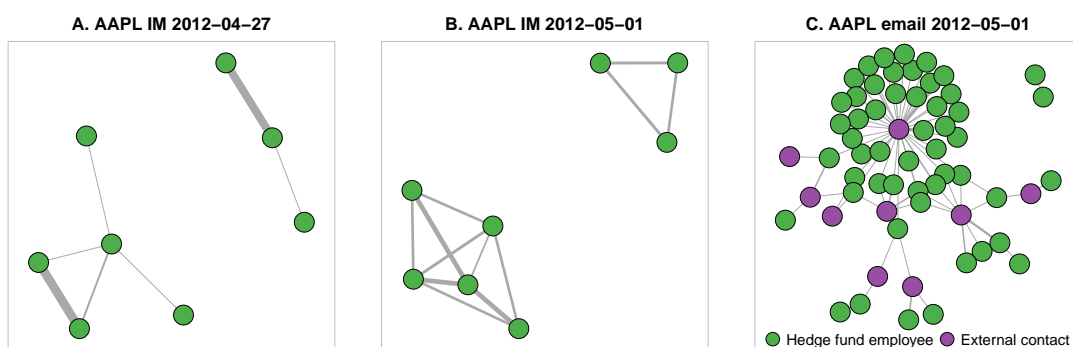 A. AAPL IM 2012−04−27
B. AAPL IM 2012−05−01
C. AAPL email 2012−05−01
Hedge fund employee
External contact